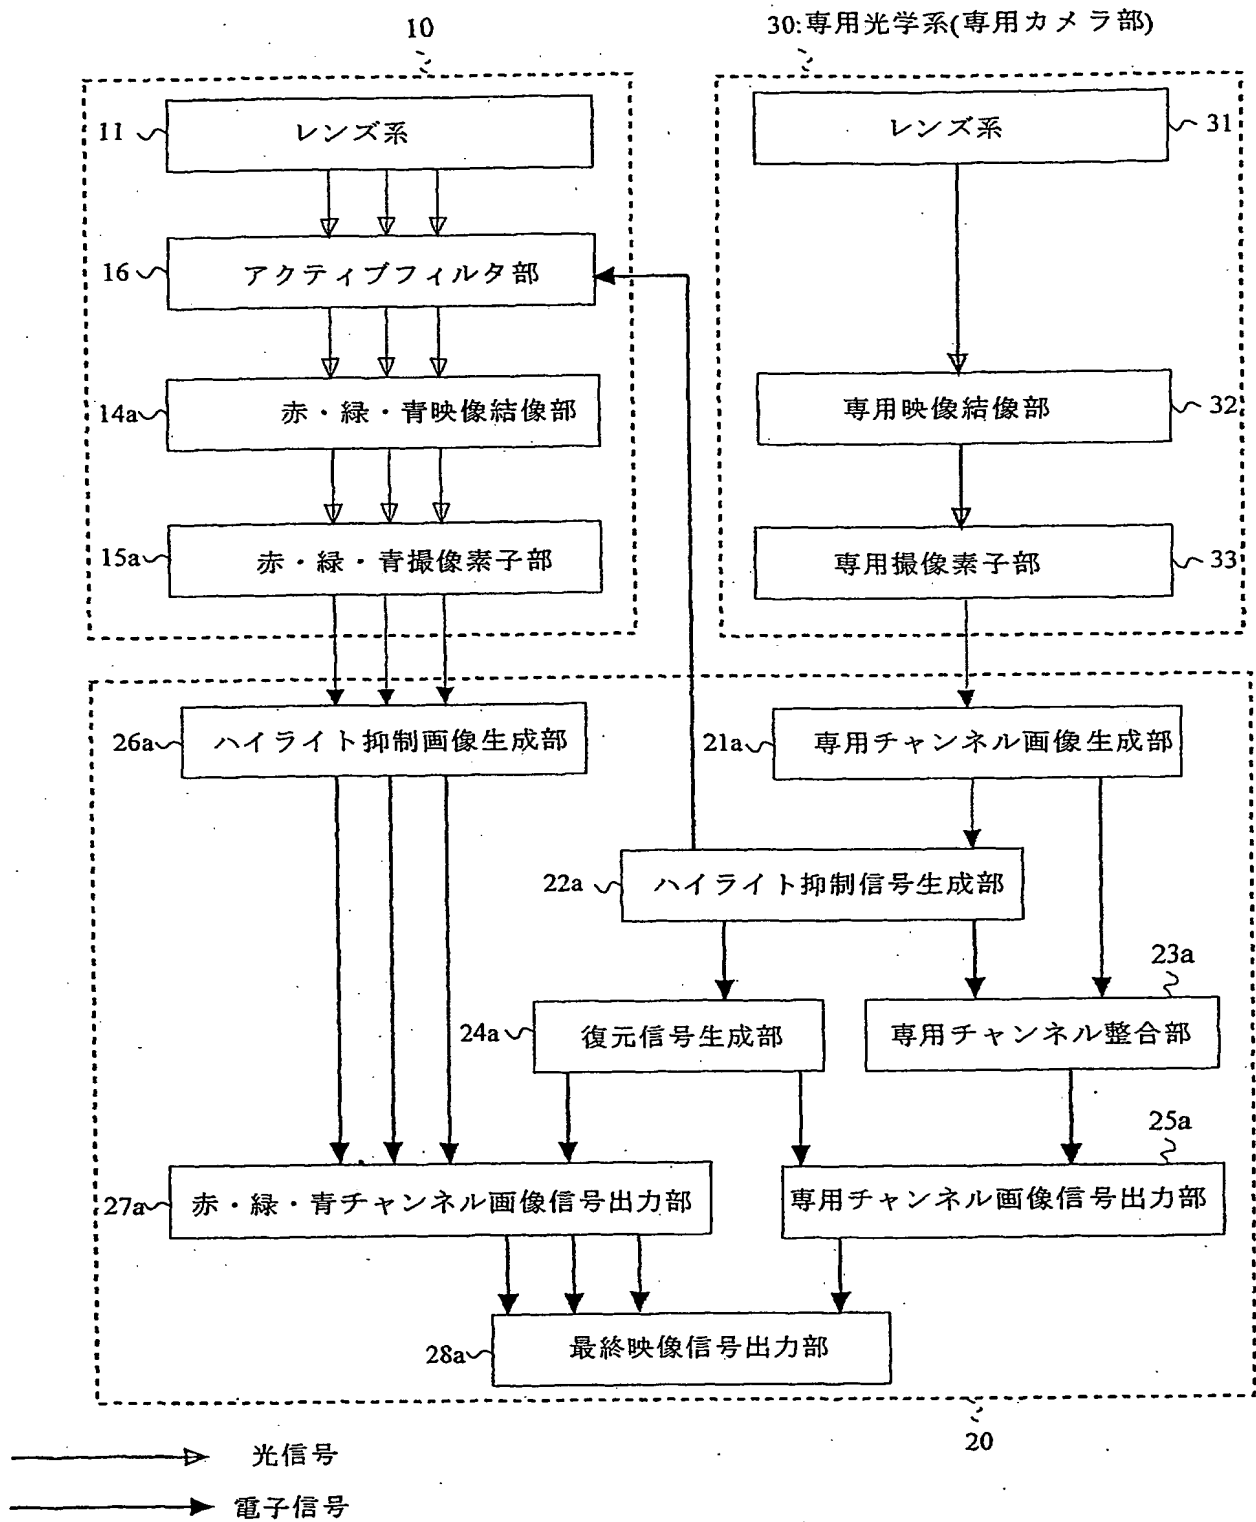 10
30:専用光学系(専用カメラ部)
11
レンズ系
レンズ系
31
16
アクティブフィルタ部
14a
赤・緑・青映像結像部
専用映像結像部
32
15a
赤・緑・青撮像素子部
専用撮像素子部
33
26a
ハイライト抑制画像生成部
21a
専用チャンネル画像生成部
22a
ハイライト抑制信号生成部
23a
24a
復元信号生成部
専用チャンネル整合部
25a
27a
赤・緑・青チャンネル画像信号出力部
専用チャンネル画像信号出力部
28a
最終映像信号出力部
20
光信号
電子信号